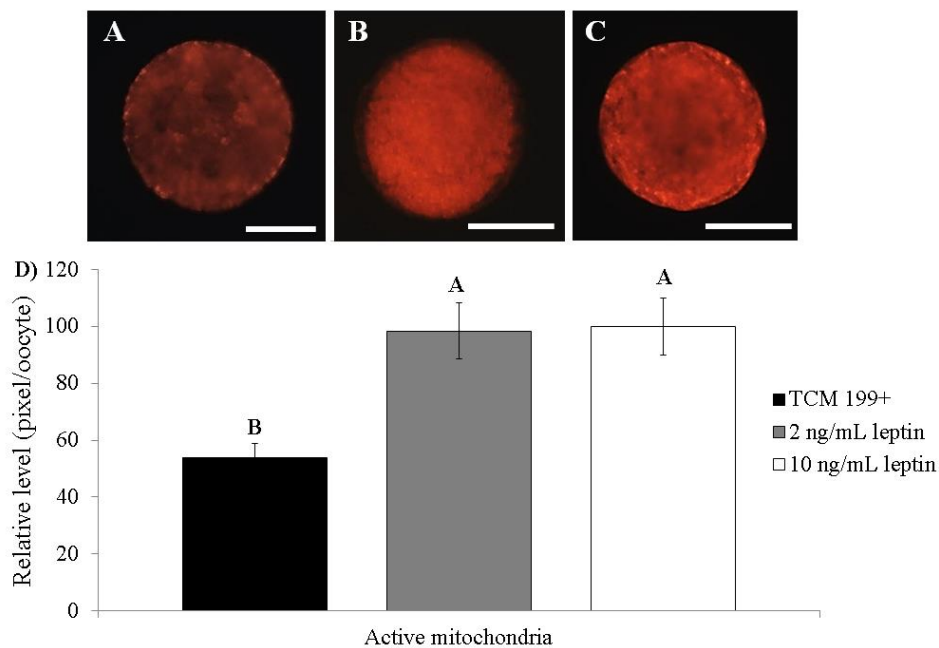 A
B
C
D)
Relative level (pixel/oocyte)
120
100
80
60
40
20
0
B
A
A
Active mitochondria
TCM 199+
2 ng/mL leptin
10 ng/mL leptin